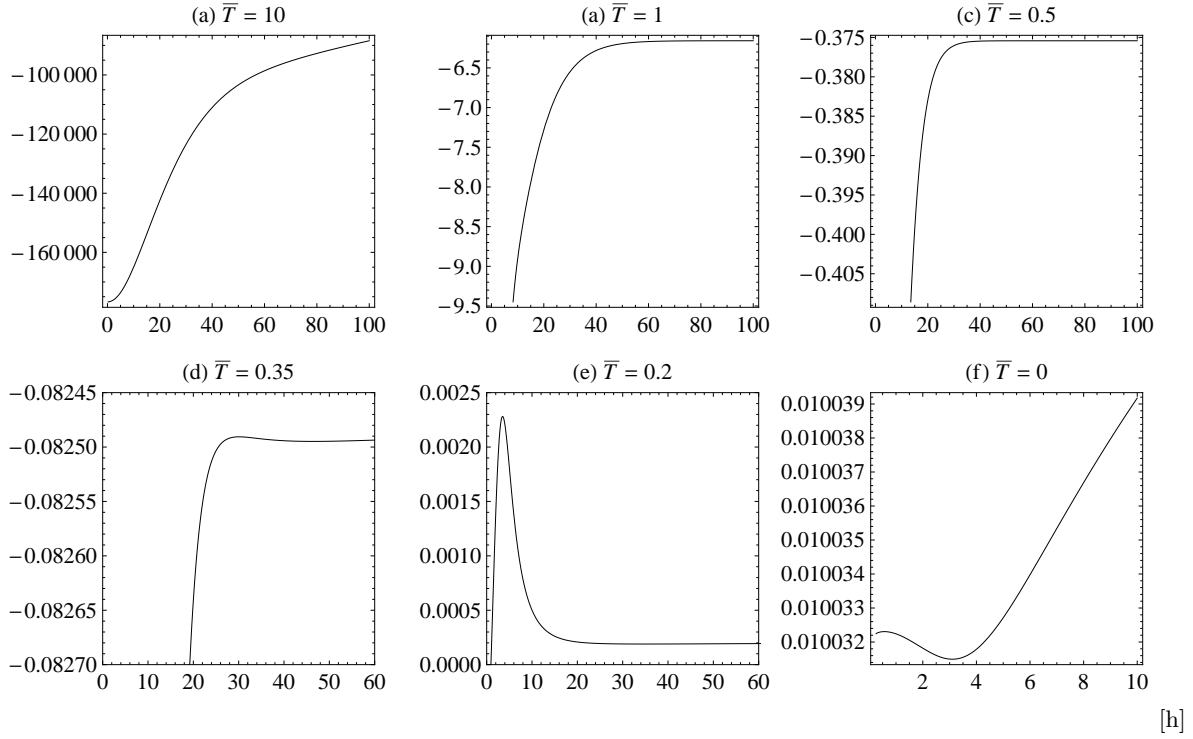 (a) T̅ = 10
−100 000
−120 000
−140 000
−160 000
0 20 40 60 80 100
(a) T̅ = 1
−6.5
−7.0
−7.5
−8.0
−8.5
−9.0
−9.5
0 20 40 60 80 100
(c) T̅ = 0.5
−0.375
−0.380
−0.385
−0.390
−0.395
−0.400
−0.405
0 20 40 60 80 100
(d) T̅ = 0.35
−0.08245
−0.08250
−0.08255
−0.08260
−0.08265
−0.08270
0 10 20 30 40 50 60
(e) T̅ = 0.2
0.0025
0.0020
0.0015
0.0010
0.0005
0.0000
0 10 20 30 40 50 60
(f) T̅ = 0
0.010039
0.010038
0.010037
0.010036
0.010035
0.010034
0.010033
0.010032
2 4 6 8 10
[h]